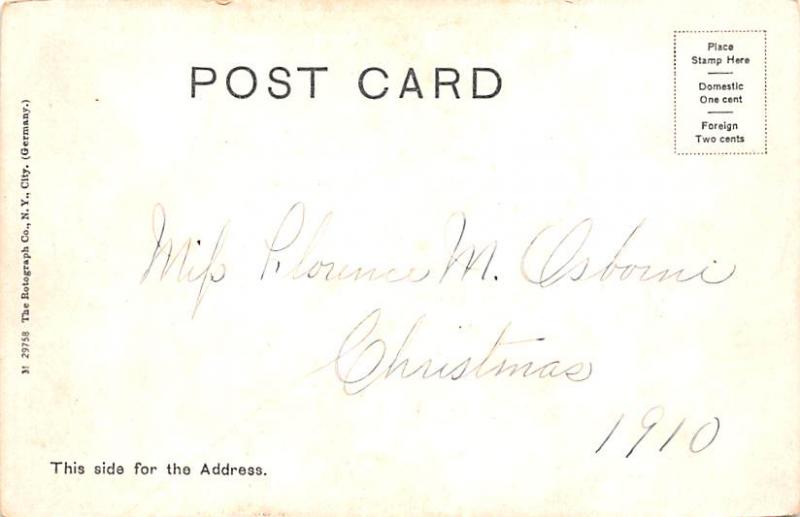 POST CARD
Place
Stamp Here
Domestic
One cent
Foreign
Two cents
M 29758 The Rotograph Co., N. Y., City. (Germany.)
Miss Florence M. Osborne
Christmas
1910
This side for the Address.